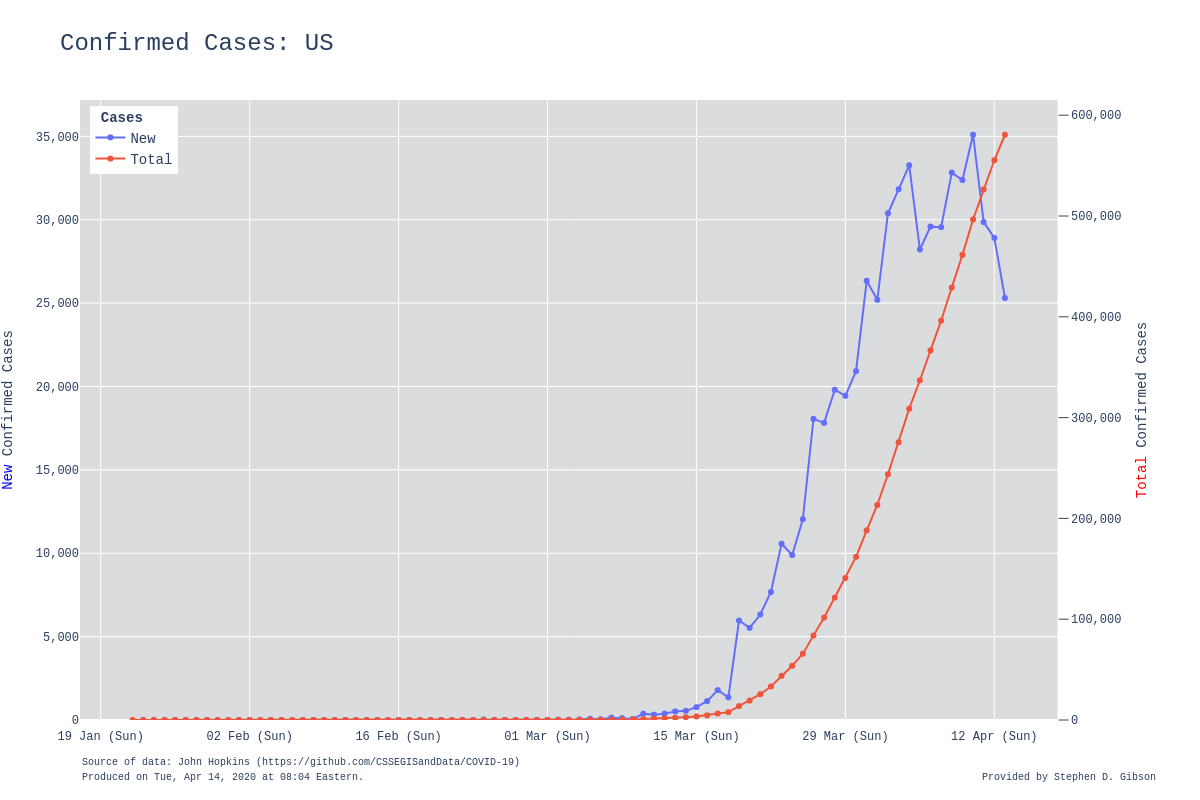 Confirmed Cases: US
Cases
New
Total
35,000
30,000
25,000
20,000
15,000
10,000
5,000
0
New Confirmed Cases
600,000
500,000
400,000
300,000
200,000
100,000
0
Total Confirmed Cases
19 Jan (Sun) 02 Feb (Sun) 16 Feb (Sun) 01 Mar (Sun) 15 Mar (Sun) 29 Mar (Sun) 12 Apr (Sun)
Source of data: John Hopkins (https://github.com/CSSEGISandData/COVID-19)
Produced on Tue, Apr 14, 2020 at 08:04 Eastern.
Provided by Stephen D. Gibson